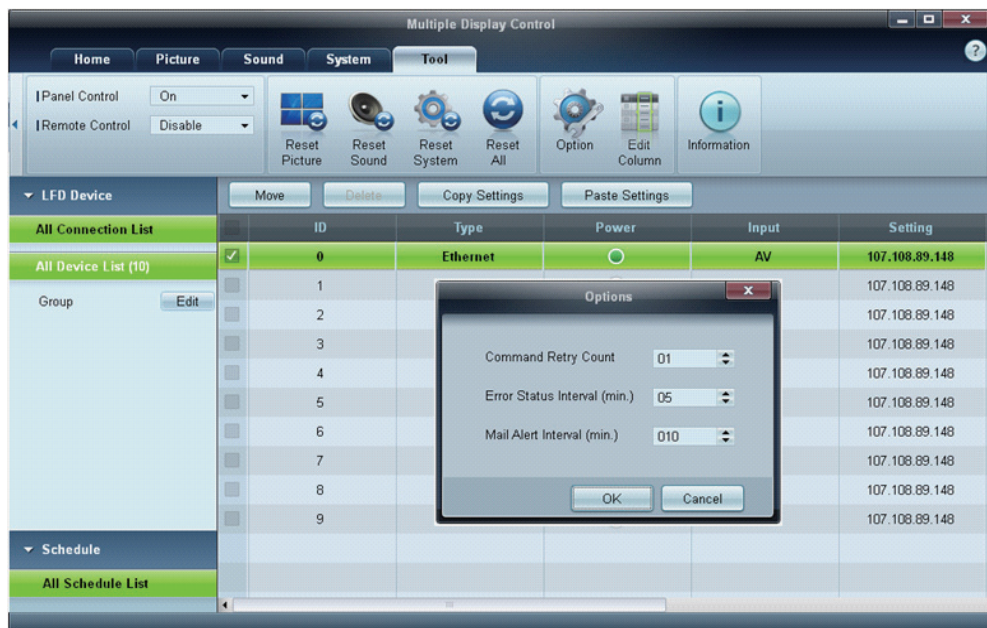 Multiple Display Control
Home Picture Sound System Tool
Panel Control On
Remote Control Disable
Reset Picture
Reset Sound
Reset System
Reset All
Option
Edit Column
Information
LFD Device
All Connection List
All Device List (10)
Group Edit
Schedule
All Schedule List
Move Delete Copy Settings Paste Settings
ID Type Power Input Setting
0 Ethernet AV 107.108.89.148
1 107.108.89.148
2 107.108.89.148
3 107.108.89.148
4 107.108.89.148
5 107.108.89.148
6 107.108.89.148
7 107.108.89.148
8 107.108.89.148
9 107.108.89.148
Options
Command Retry Count 01
Error Status Interval (min.) 05
Mail Alert Interval (min.) 010
OK Cancel